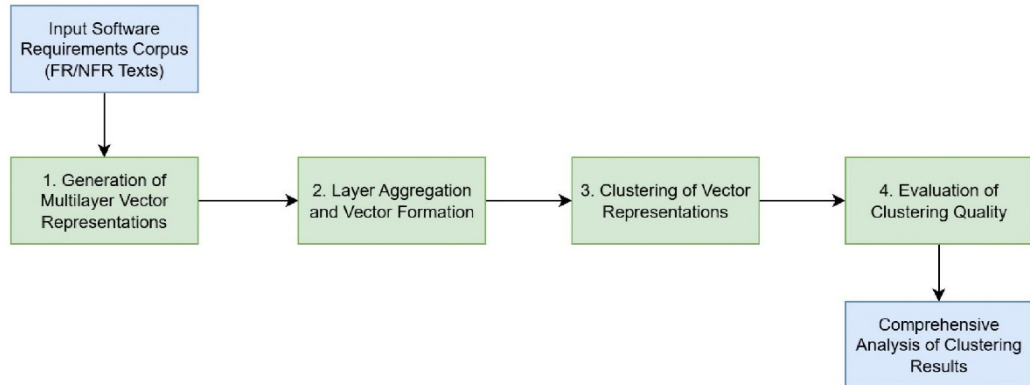 Input Software
Requirements Corpus
(FR/NFR Texts)
1. Generation of
Multilayer Vector
Representations
2. Layer Aggregation
and Vector Formation
3. Clustering of Vector
Representations
4. Evaluation of
Clustering Quality
Comprehensive
Analysis of Clustering
Results